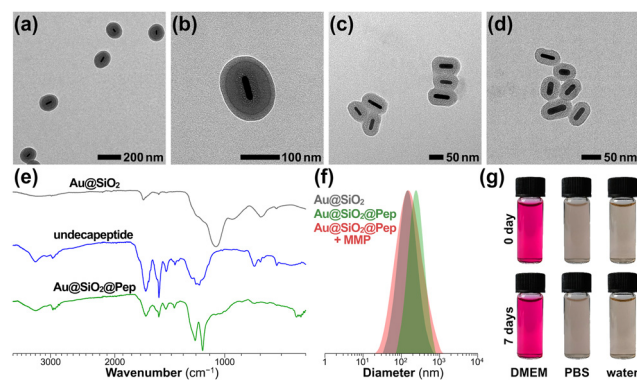 (a)
200 nm
(b)
100 nm
(c)
50 nm
(d)
50 nm
(e)
Au@SiO₂
undecapeptide
Au@SiO₂@Pep
3000 2000 1000
Wavenumber (cm⁻¹)
(f)
Au@SiO₂
Au@SiO₂@Pep
Au@SiO₂@Pep
+ MMP
1 10¹ 10² 10³ 10⁴
Diameter (nm)
(g)
0 day
7 days
DMEM PBS water